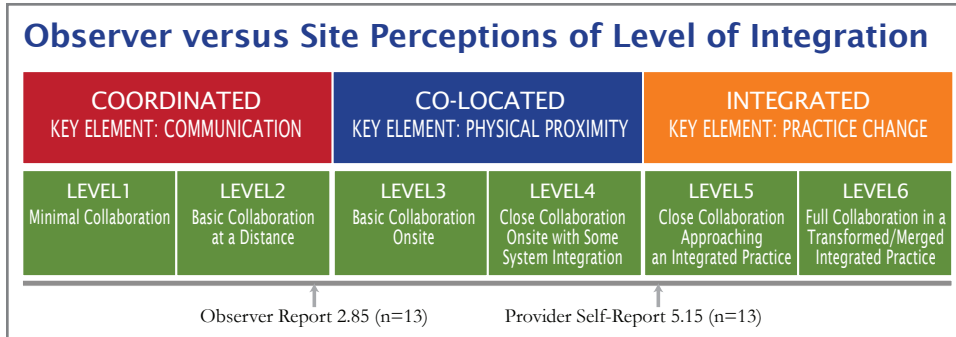 Observer versus Site Perceptions of Level of Integration
COORDINATED
KEY ELEMENT: COMMUNICATION
CO-LOCATED
KEY ELEMENT: PHYSICAL PROXIMITY
INTEGRATED
KEY ELEMENT: PRACTICE CHANGE
LEVEL1
Minimal Collaboration
LEVEL2
Basic Collaboration
at a Distance
LEVEL3
Basic Collaboration
Onsite
LEVEL4
Close Collaboration
Onsite with Some
System Integration
LEVEL5
Close Collaboration
Approaching
an Integrated Practice
LEVEL6
Full Collaboration in a
Transformed/Merged
Integrated Practice
Observer Report 2.85 (n=13)
Provider Self-Report 5.15 (n=13)